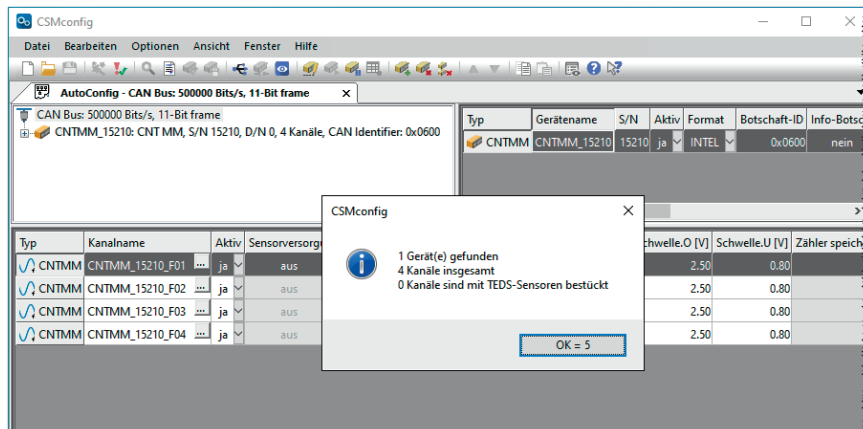 CSMconfig
Datei Bearbeiten Optionen Ansicht Fenster Hilfe
AutoConfig - CAN Bus: 500000 Bits/s, 11-Bit frame x
CAN Bus: 500000 Bits/s, 11-Bit frame
CNTMM_15210: CNT MM, S/N 15210, D/N 0, 4 Kanäle, CAN Identifier: 0x0600
Typ Gerätename S/N Aktiv Format Botschaft-ID Info-Botsc
CNTMM CNTMM_15210 15210 ja INTEL 0x0600 nein
CSMconfig
1 Gerät(e) gefunden
4 Kanäle insgesamt
0 Kanäle sind mit TEDS-Sensoren bestückt
OK = 5
Typ Kanalname Aktiv Sensorversorgu chwelle.O [V] Schwelle.U [V] Zähler speich
CNTMM CNTMM_15210_F01 ... ja aus 2.50 0.80
CNTMM CNTMM_15210_F02 ... ja aus 2.50 0.80
CNTMM CNTMM_15210_F03 ... ja aus 2.50 0.80
CNTMM CNTMM_15210_F04 ... ja aus 2.50 0.80